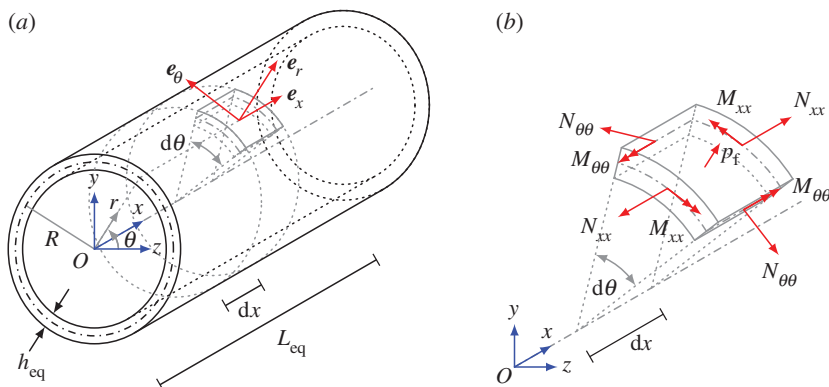 (a)
e_θ
e_r
e_x
dθ
y
x
r
R
θ
z
O
dx
L_eq
h_eq
(b)
M_xx
N_xx
N_θθ
p_f
M_θθ
M_θθ
N_xx
M_xx
N_θθ
dθ
y
x
O
z
dx